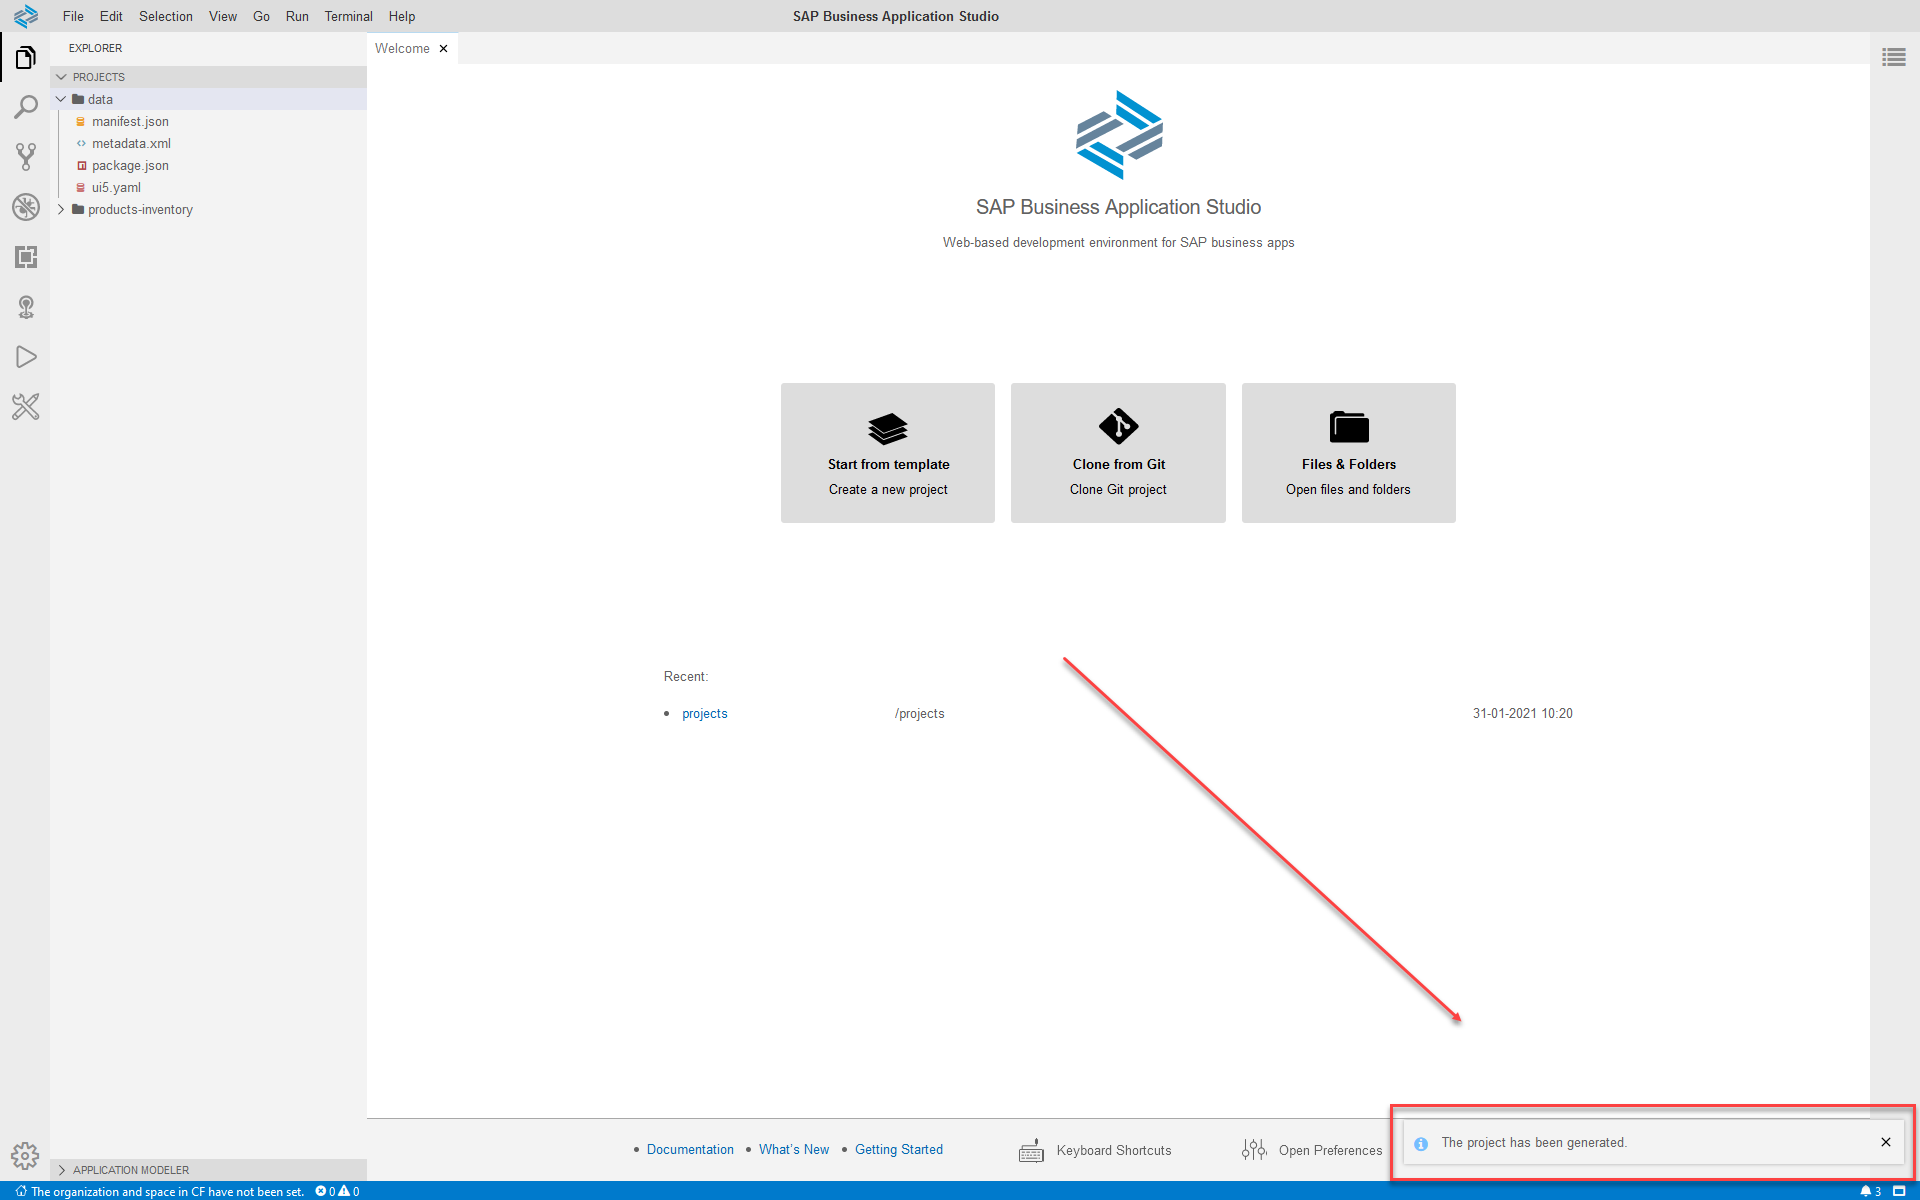 File Edit Selection View Go Run Terminal Help
SAP Business Application Studio
EXPLORER
PROJECTS
data
manifest.json
metadata.xml
package.json
ui5.yaml
products-inventory
APPLICATION MODELER
Welcome
SAP Business Application Studio
Web-based development environment for SAP business apps
Start from template
Create a new project
Clone from Git
Clone Git project
Files & Folders
Open files and folders
Recent:
projects /projects 31-01-2021 10:20
Documentation What's New Getting Started Keyboard Shortcuts Open Preferences
The project has been generated.
The organization and space in CF have not been set. 0 0 3